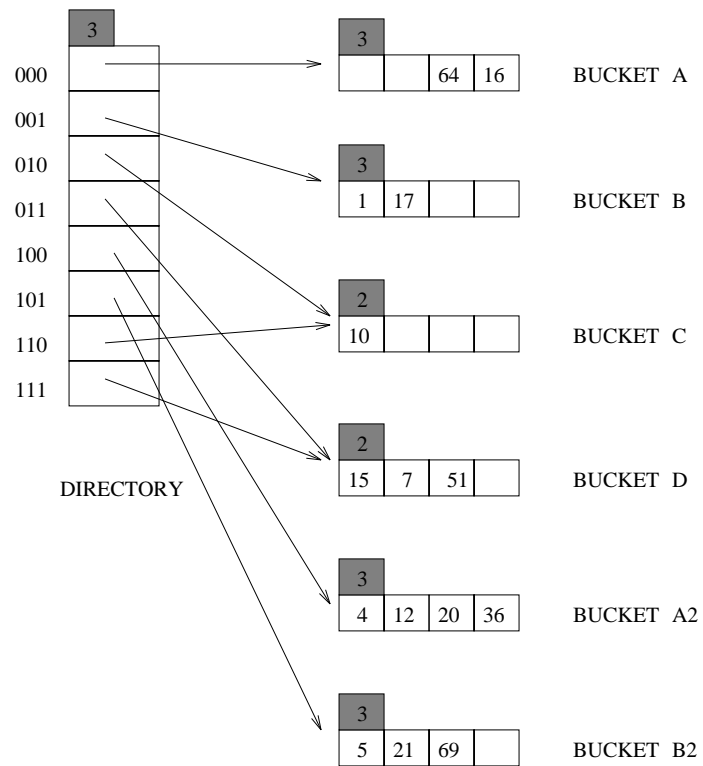 3
000
001
010
011
100
101
110
111
DIRECTORY
3
64 16 BUCKET A
3
1 17 BUCKET B
2
10 BUCKET C
2
15 7 51 BUCKET D
3
4 12 20 36 BUCKET A2
3
5 21 69 BUCKET B2